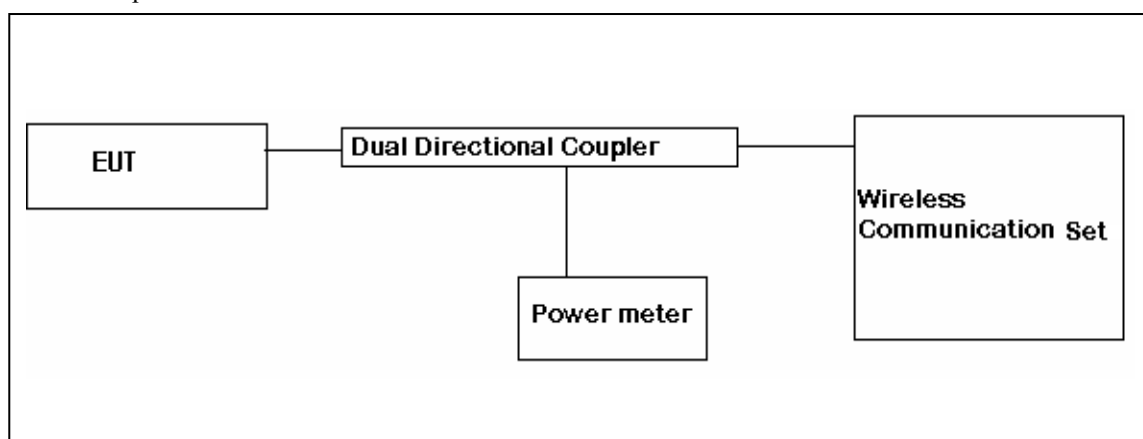 EUT
Dual Directional Coupler
Wireless
Communication Set
Power meter